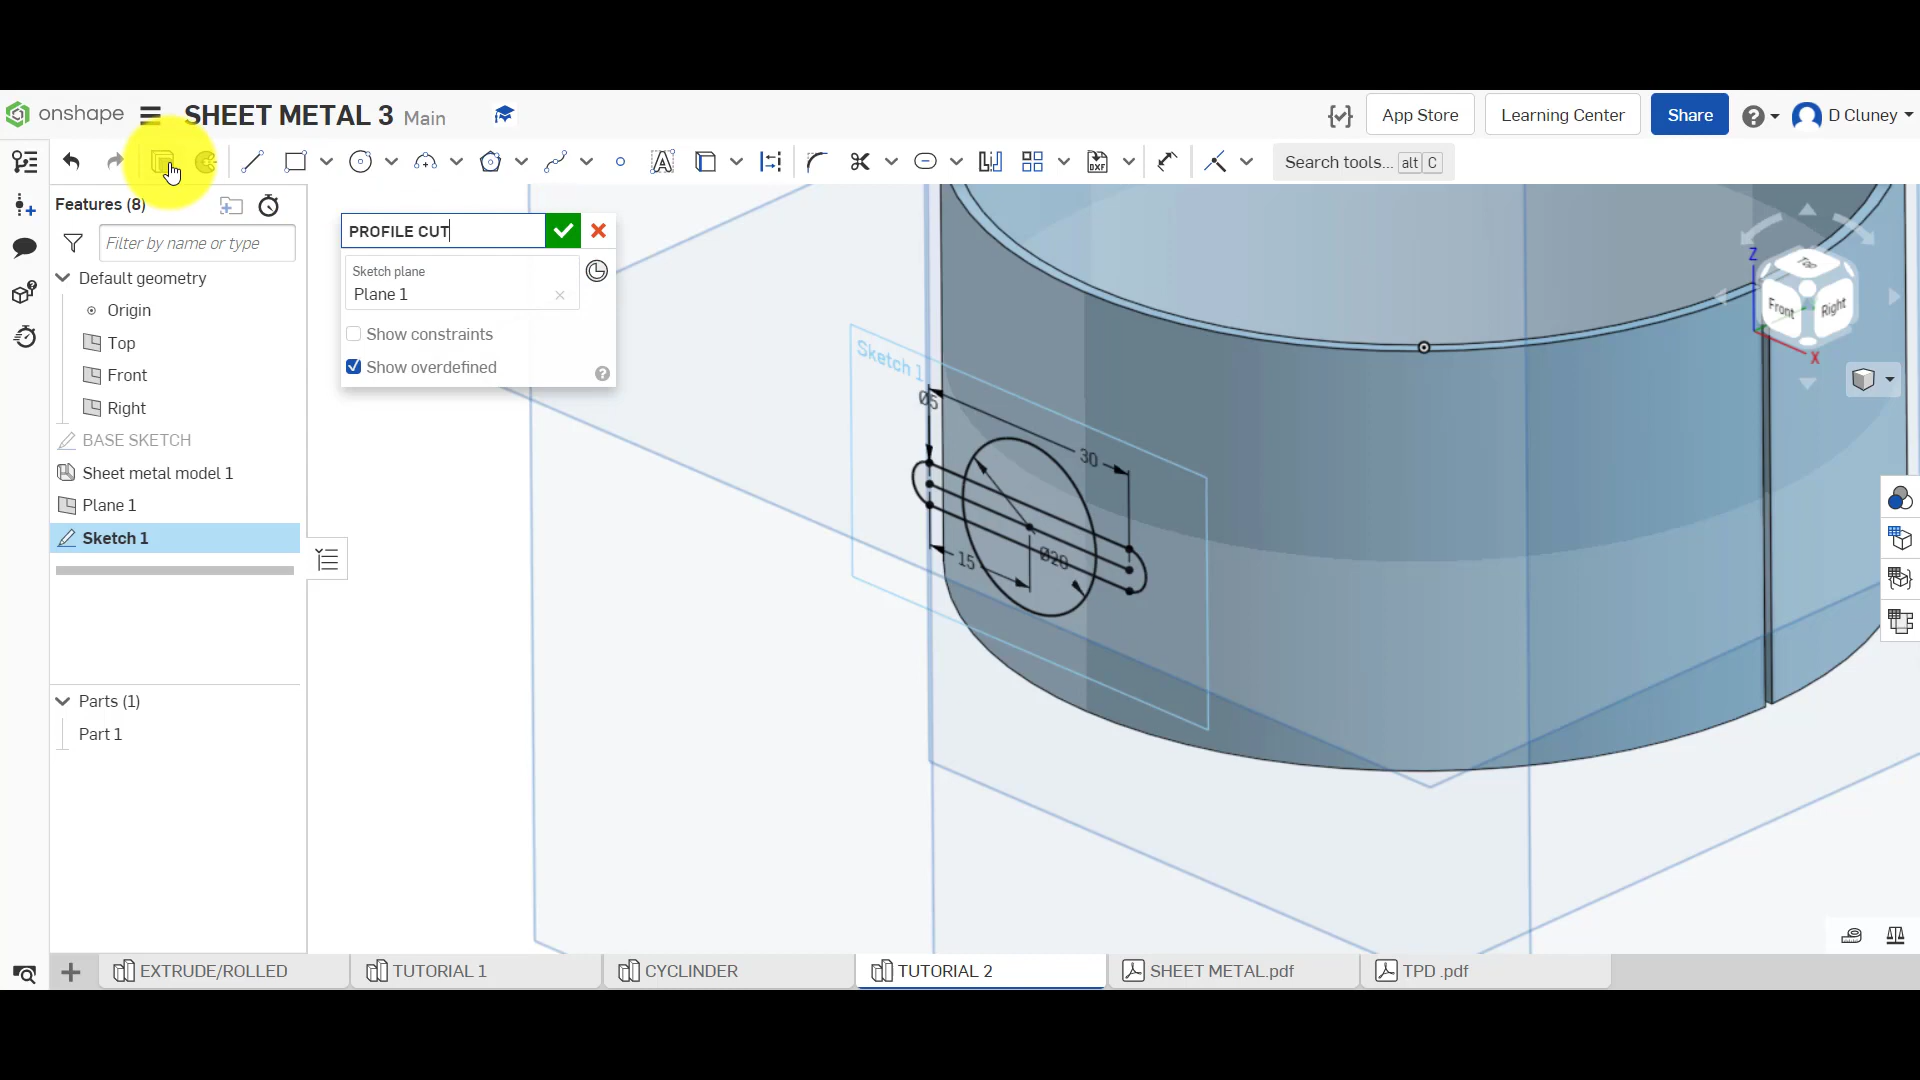 onshape SHEET METAL 3 Main App Store Learning Center Share D Cluney
Search tools... alt C
Features (8)
Filter by name or type
Default geometry
Origin
Top
Front
Right
BASE SKETCH
Sheet metal model 1
Plane 1
Sketch 1
Parts (1)
Part 1
PROFILE CUT
Sketch plane
Plane 1
Show constraints
Show overdefined
Sketch 1
Ø5
30
15
Ø20
Z
Top
Front
Right
X
EXTRUDE/ROLLED TUTORIAL 1 CYCLINDER TUTORIAL 2 SHEET METAL.pdf TPD .pdf